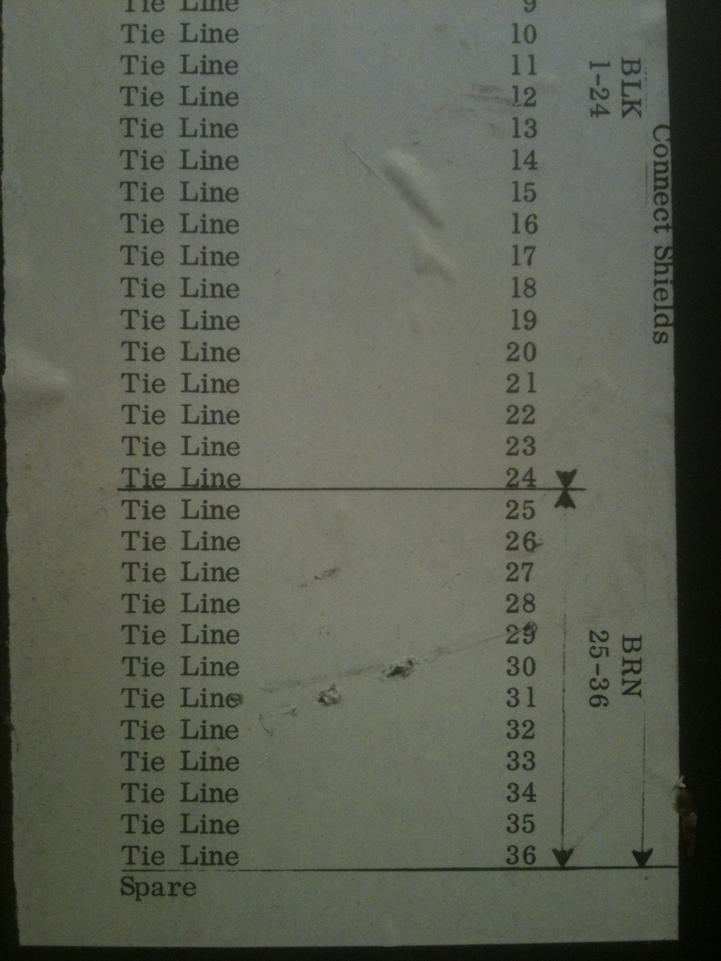 Tie Line 9
Tie Line 10
Tie Line 11
Tie Line 12
Tie Line 13
Tie Line 14
Tie Line 15
Tie Line 16
Tie Line 17
Tie Line 18
Tie Line 19
Tie Line 20
Tie Line 21
Tie Line 22
Tie Line 23
Tie Line 24
Tie Line 25
Tie Line 26
Tie Line 27
Tie Line 28
Tie Line 29
Tie Line 30
Tie Line 31
Tie Line 32
Tie Line 33
Tie Line 34
Tie Line 35
Tie Line 36
Spare
Connect Shields
BLK
1-24
BRN
25-36